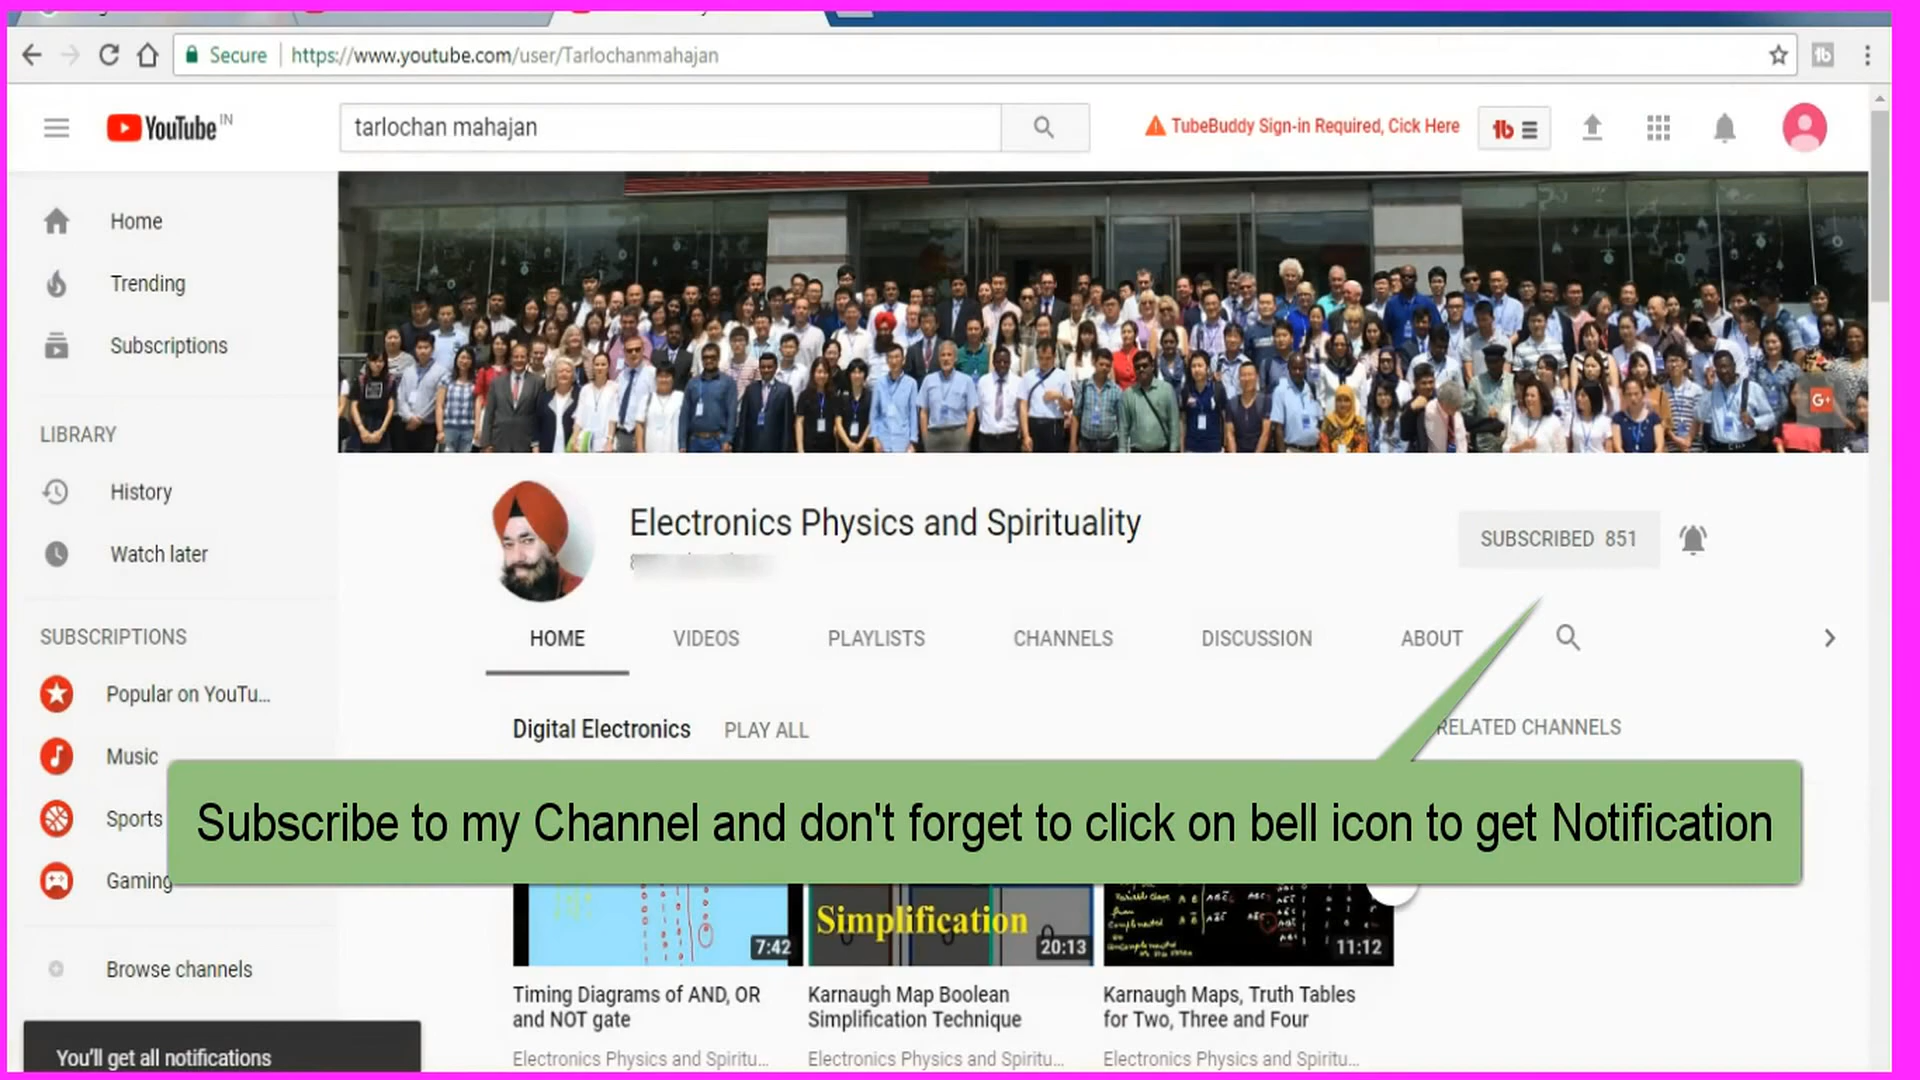 Secure
https://www.youtube.com/user/Tarlochanmahajan
YouTube IN
tarlochan mahajan
TubeBuddy Sign-in Required, Cick Here
Home
Trending
Subscriptions
LIBRARY
History
Watch later
SUBSCRIPTIONS
Popular on YouTu...
Music
Sports
Gaming
Browse channels
You'll get all notifications
G+
Electronics Physics and Spirituality
SUBSCRIBED 851
HOME
VIDEOS
PLAYLISTS
CHANNELS
DISCUSSION
ABOUT
Digital Electronics
PLAY ALL
RELATED CHANNELS
Subscribe to my Channel and don't forget to click on bell icon to get Notification
7:42
Simplification
20:13
11:12
Timing Diagrams of AND, OR
and NOT gate
Electronics Physics and Spiritu...
Karnaugh Map Boolean
Simplification Technique
Electronics Physics and Spiritu...
Karnaugh Maps, Truth Tables
for Two, Three and Four
Electronics Physics and Spiritu...